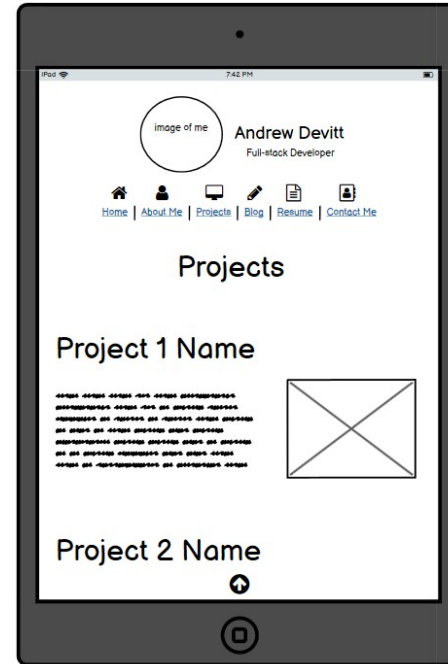 iPod 7:42 PM
image of me
Andrew Devitt
Full-stack Developer
Home | About Me | Projects | Blog | Resume | Contact Me
Projects
Project 1 Name
Project 2 Name